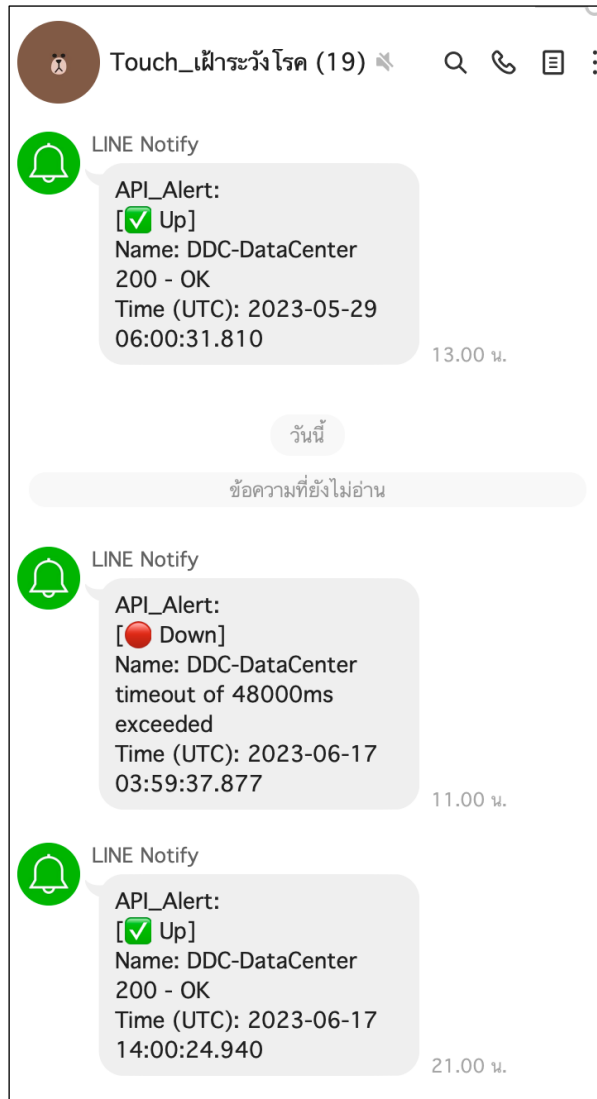 Touch_เฝ้าระวังโรค (19)
LINE Notify
API_Alert:
[✅ Up]
Name: DDC-DataCenter
200 - OK
Time (UTC): 2023-05-29
06:00:31.810
13.00 น.
วันนี้
ข้อความที่ยังไม่อ่าน
LINE Notify
API_Alert:
[🔴 Down]
Name: DDC-DataCenter
timeout of 48000ms
exceeded
Time (UTC): 2023-06-17
03:59:37.877
11.00 น.
LINE Notify
API_Alert:
[✅ Up]
Name: DDC-DataCenter
200 - OK
Time (UTC): 2023-06-17
14:00:24.940
21.00 น.